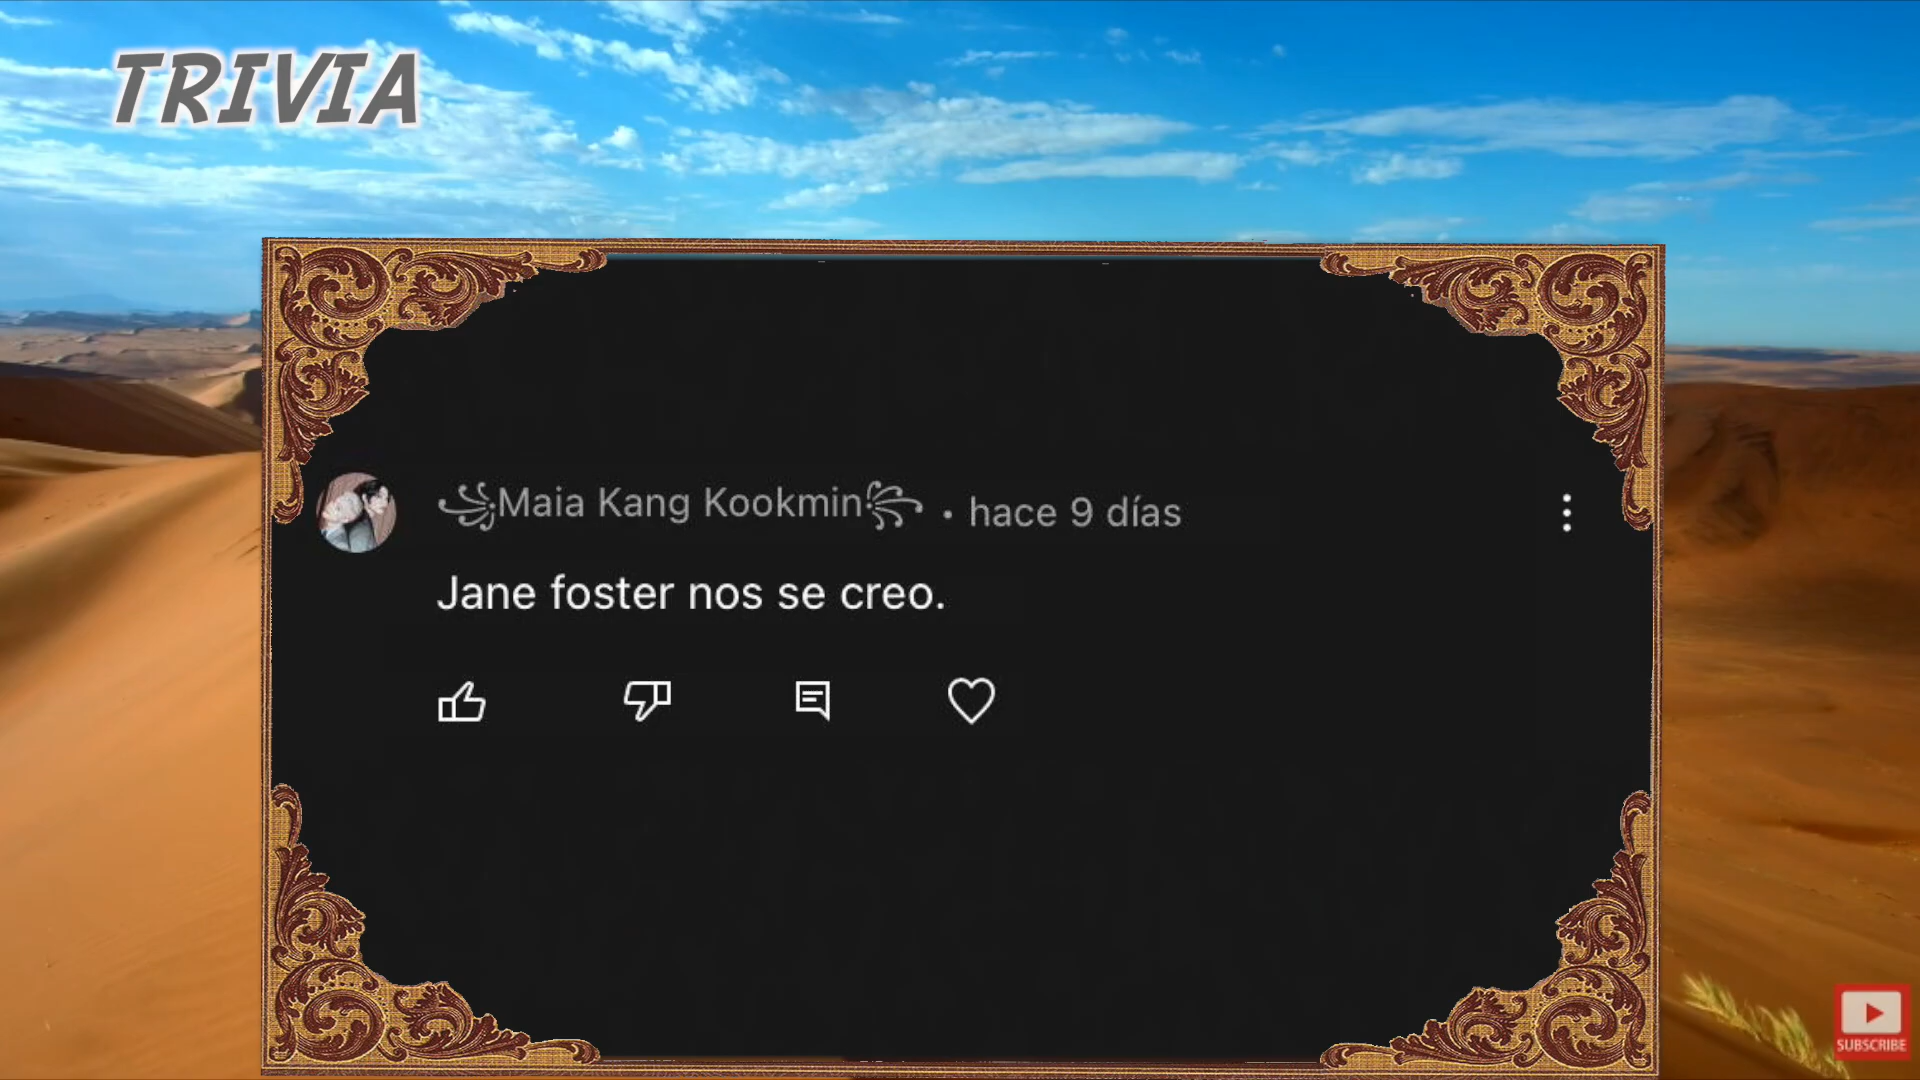 TRIVIA
꧁Maia Kang Kookmin꧂ • hace 9 días
Jane foster nos se creo.
SUBSCRIBE